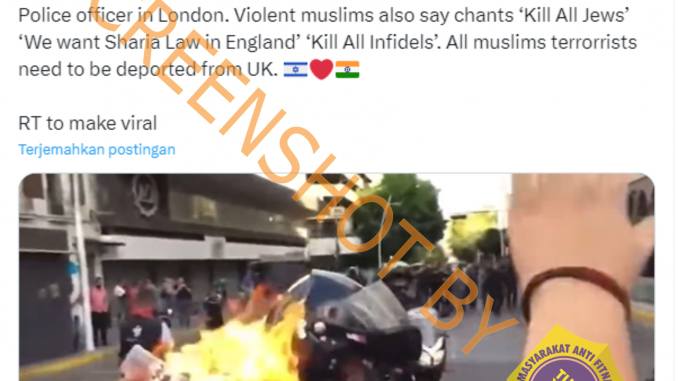 Police officer in London. Violent muslims also say chants ‘Kill All Jews’
‘We want Sharia Law in England’ ‘Kill All Infidels’. All muslims terrorrists
need to be deported from UK. 🇮🇱❤️🇮🇳
RT to make viral
Terjemahkan postingan
SCREENSHOT BY
MASYARAKAT ANTI FITN